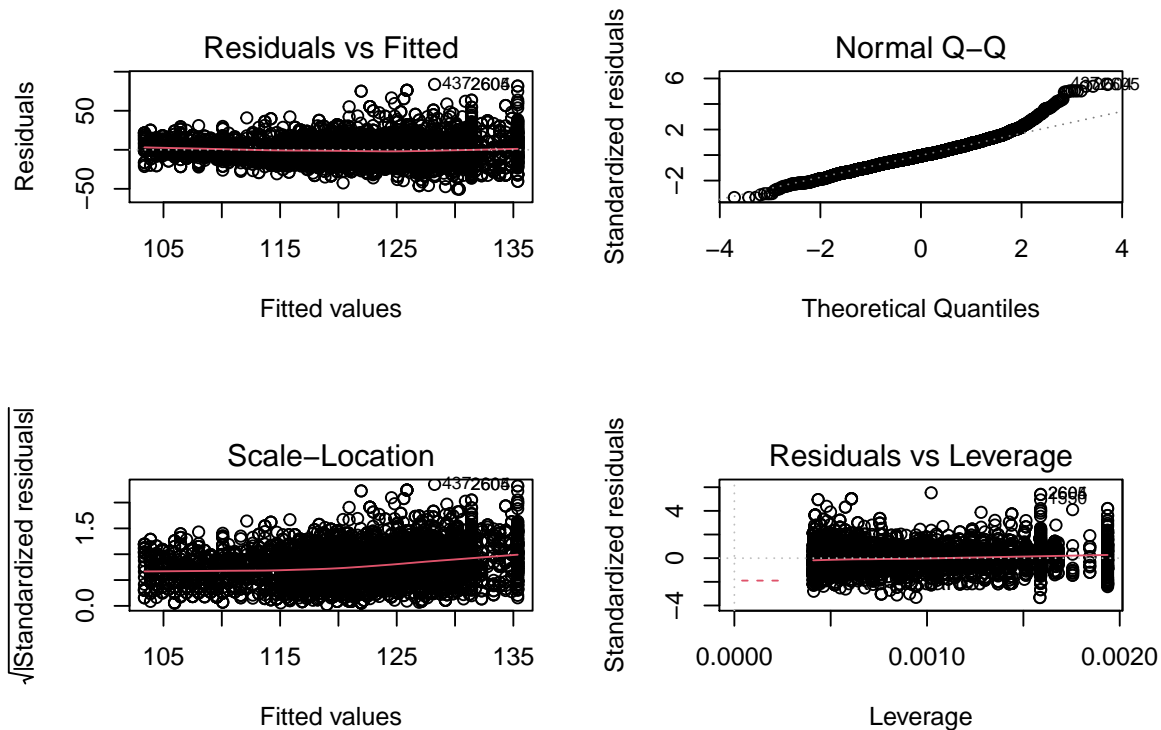 Residuals vs Fitted
Residuals
50
−50
437
105
115
125
135
Fitted values
Normal Q−Q
Standardized residuals
6
2
−2
−4
−2
0
2
4
Theoretical Quantiles
Scale−Location
√|Standardized residuals|
1.5
0.0
437
105
115
125
135
Fitted values
Residuals vs Leverage
Standardized residuals
4
0
−4
0.0000
0.0010
0.0020
Leverage